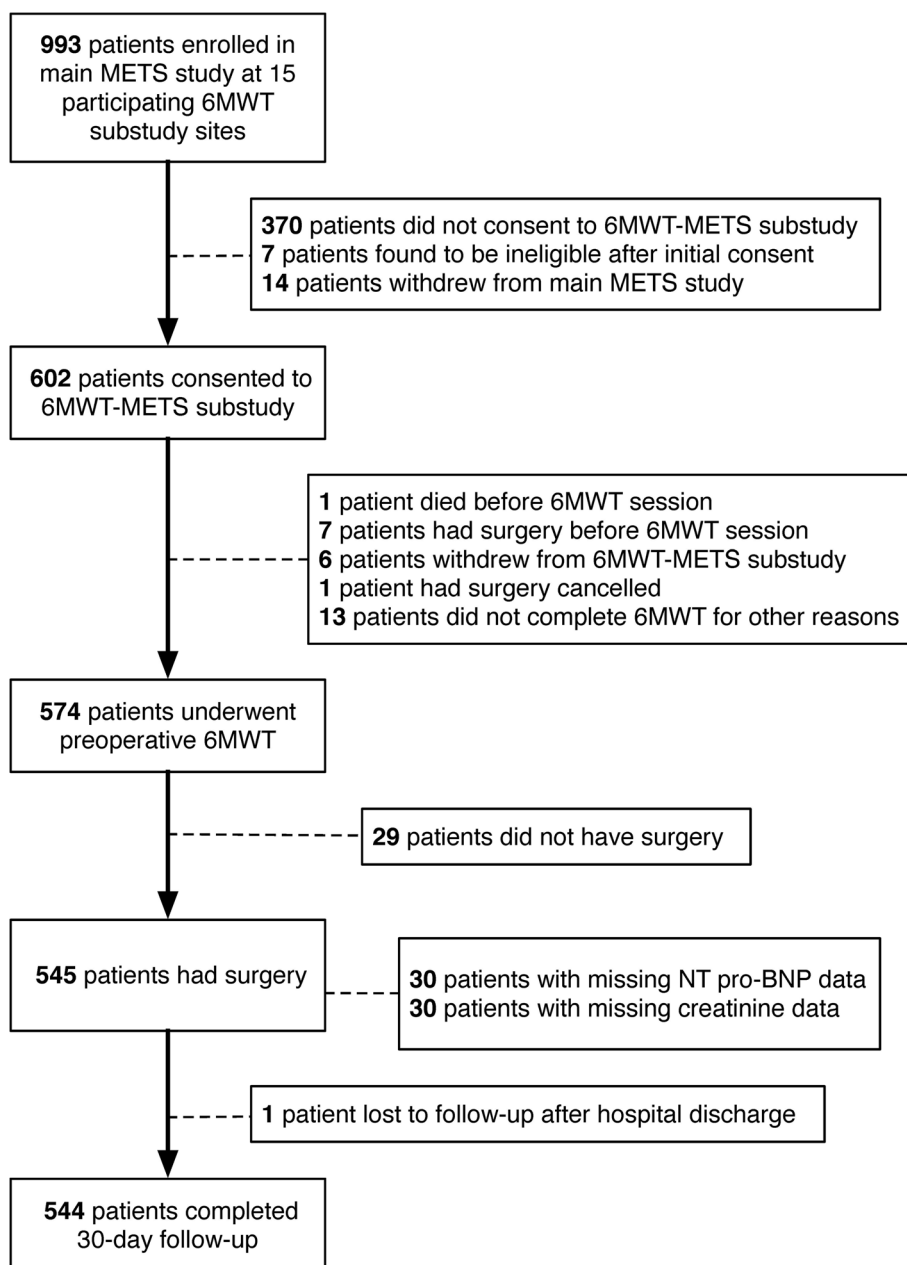 993 patients enrolled in
main METS study at 15
participating 6MWT
substudy sites
370 patients did not consent to 6MWT-METS substudy
7 patients found to be ineligible after initial consent
14 patients withdrew from main METS study
602 patients consented to
6MWT-METS substudy
1 patient died before 6MWT session
7 patients had surgery before 6MWT session
6 patients withdrew from 6MWT-METS substudy
1 patient had surgery cancelled
13 patients did not complete 6MWT for other reasons
574 patients underwent
preoperative 6MWT
29 patients did not have surgery
545 patients had surgery
30 patients with missing NT pro-BNP data
30 patients with missing creatinine data
1 patient lost to follow-up after hospital discharge
544 patients completed
30-day follow-up